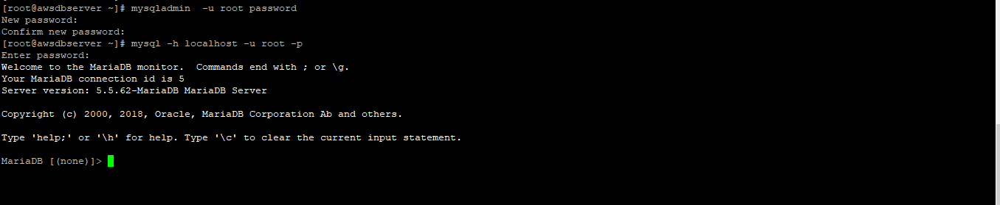 [root@awsdbserver ~]# mysqladmin  -u root password
New password:
Confirm new password:
[root@awsdbserver ~]# mysql -h localhost -u root -p
Enter password:
Welcome to the MariaDB monitor.  Commands end with ; or \g.
Your MariaDB connection id is 5
Server version: 5.5.62-MariaDB MariaDB Server
Copyright (c) 2000, 2018, Oracle, MariaDB Corporation Ab and others.
Type 'help;' or '\h' for help. Type '\c' to clear the current input statement.
MariaDB [(none)]>